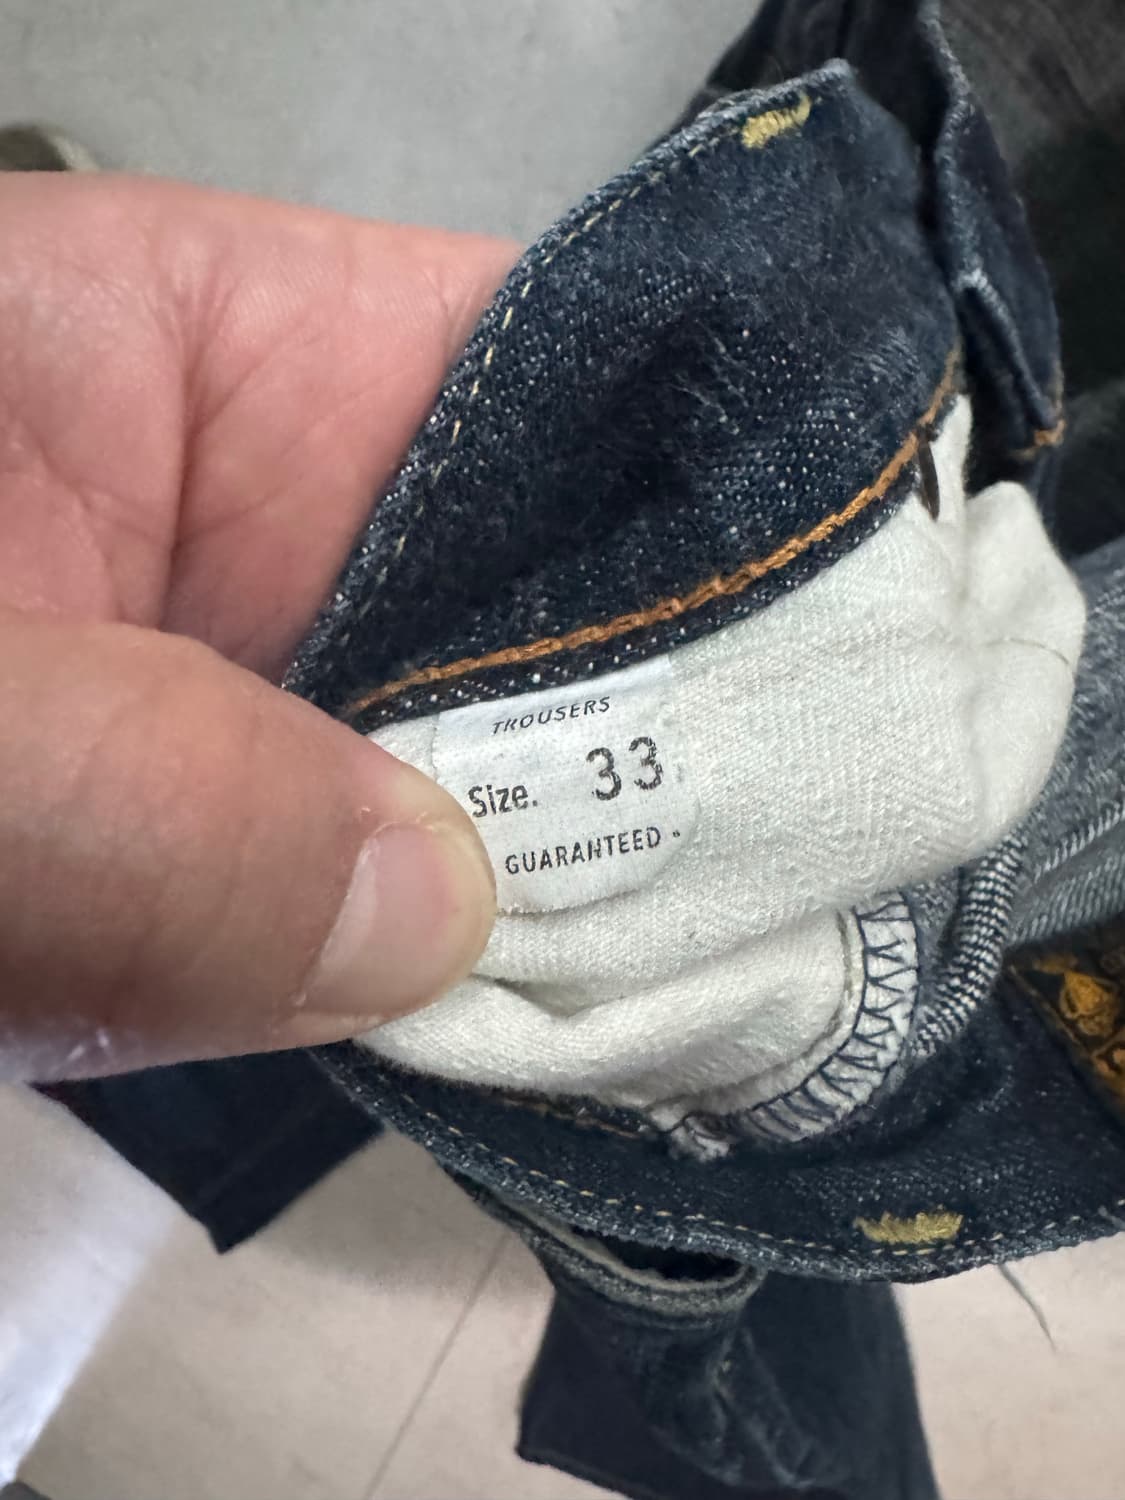 TROUSERS
Size. 33
GUARANTEED